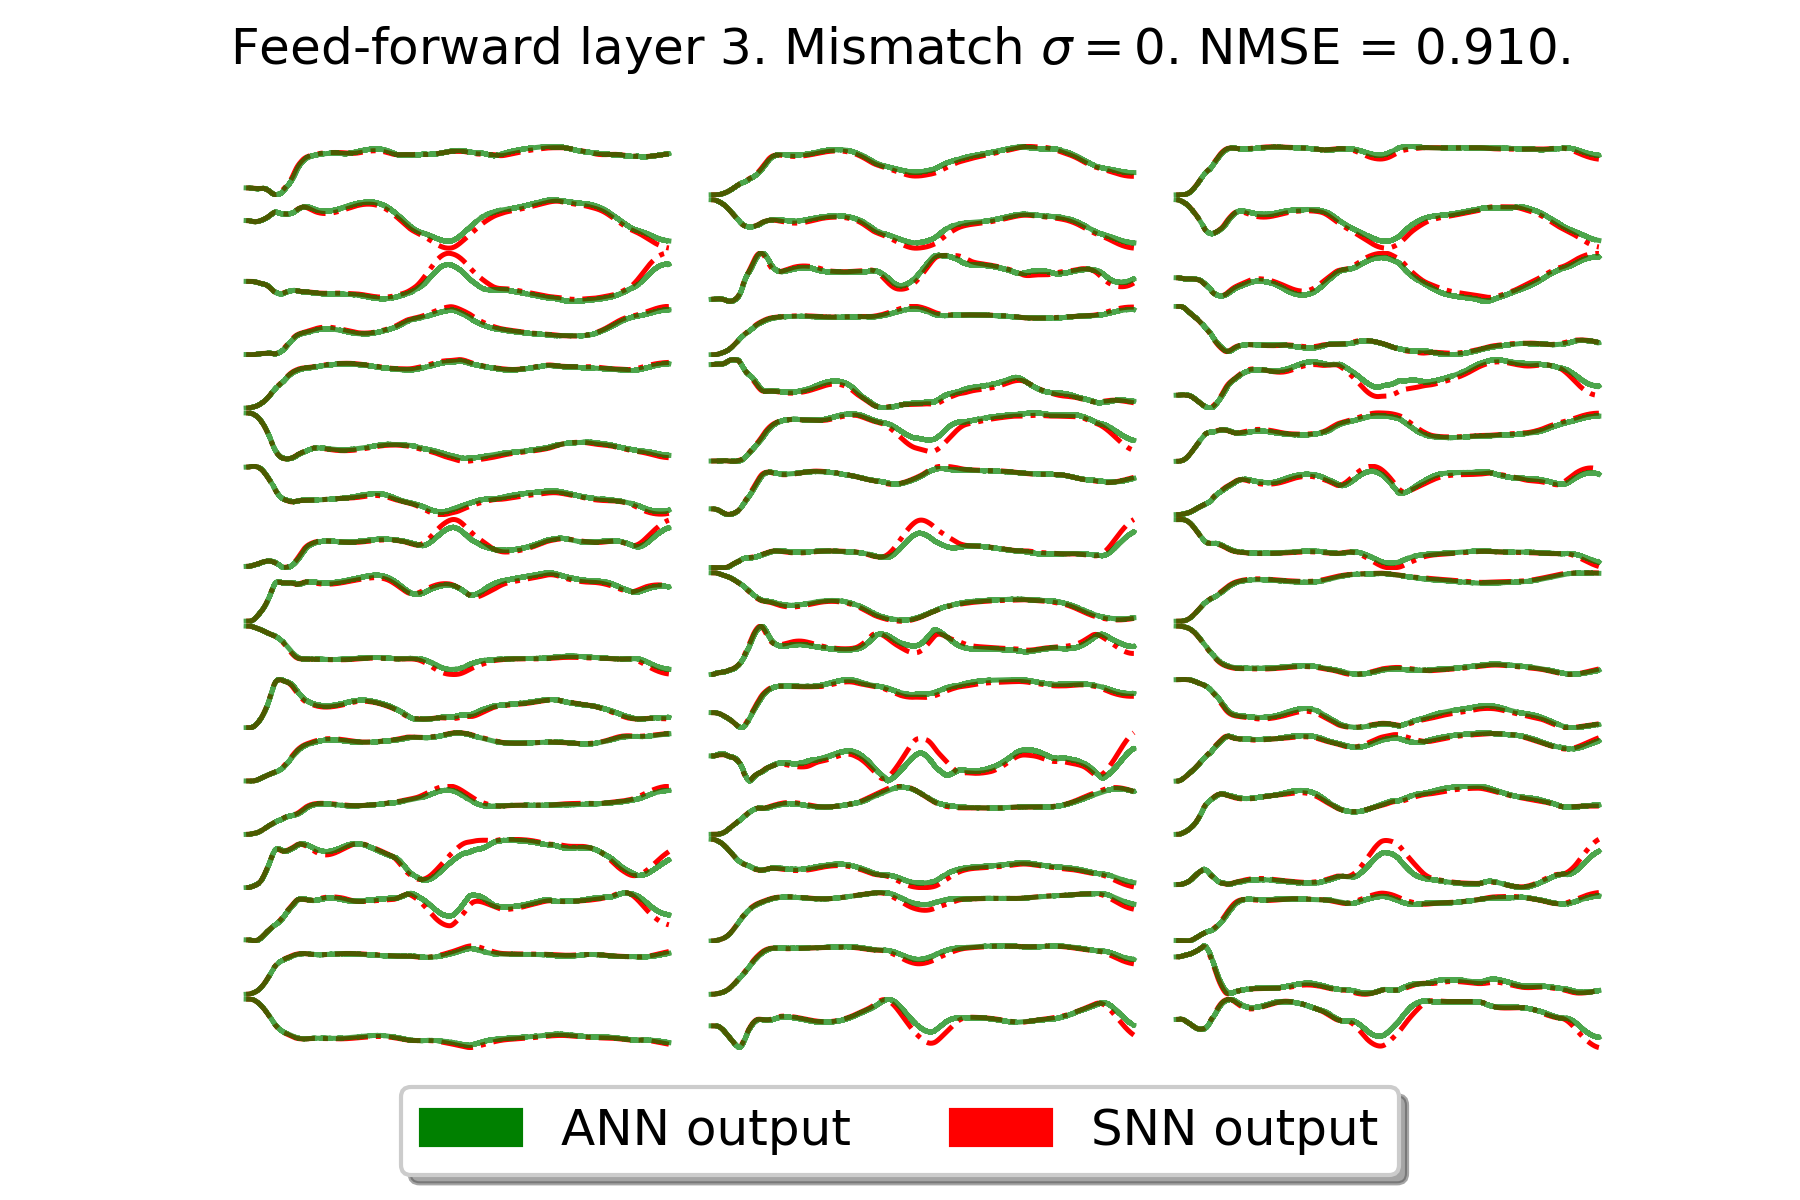 Feed-forward layer 3. Mismatch σ = 0. NMSE = 0.910.
ANN output
SNN output